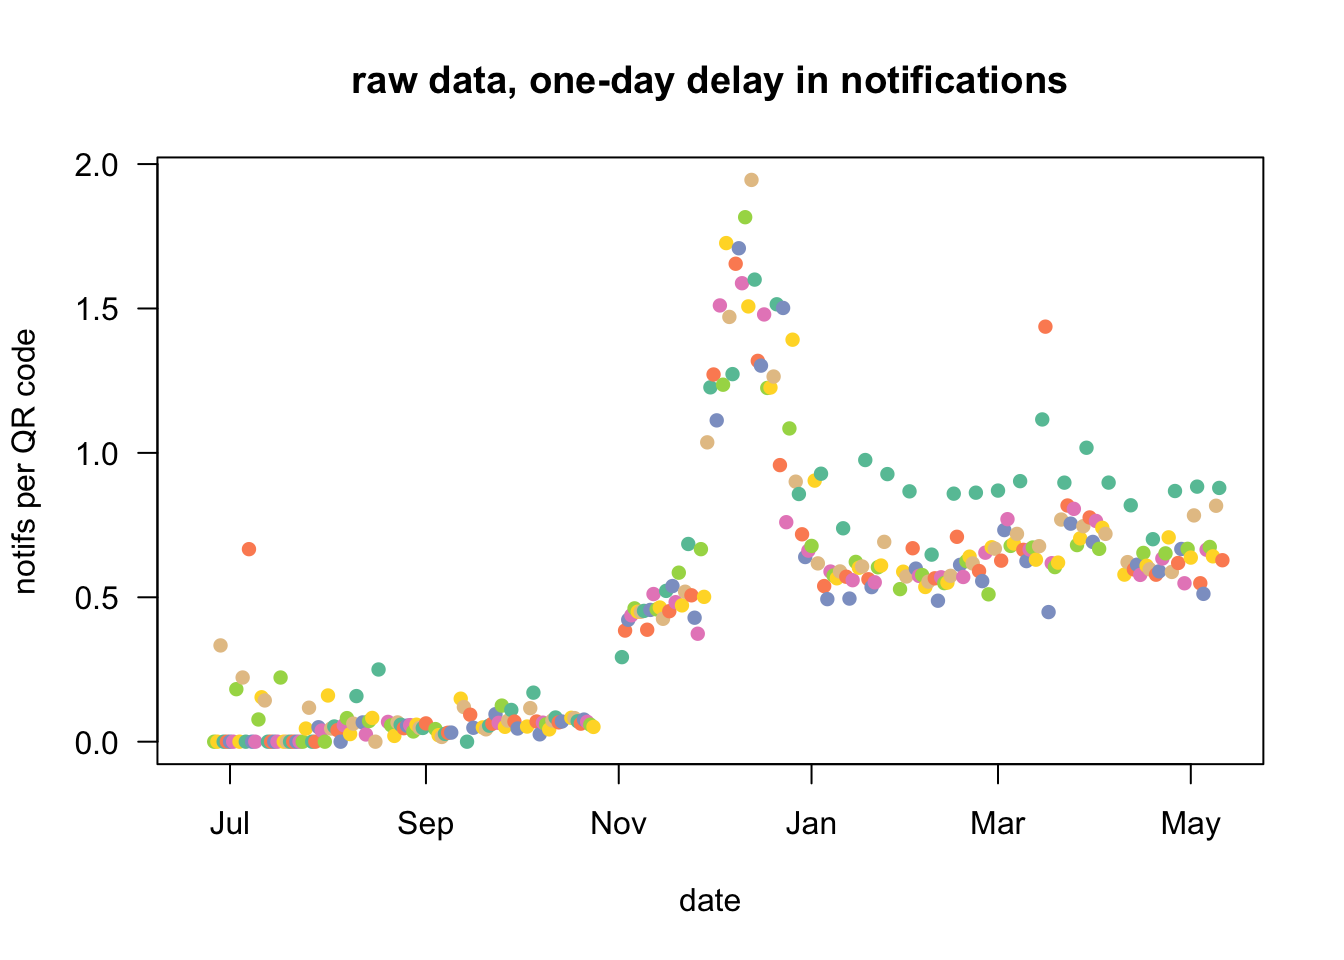 raw data, one-day delay in notifications
notifs per QR code
2.0
1.5
1.0
0.5
0.0
Jul Sep Nov Jan Mar May
date